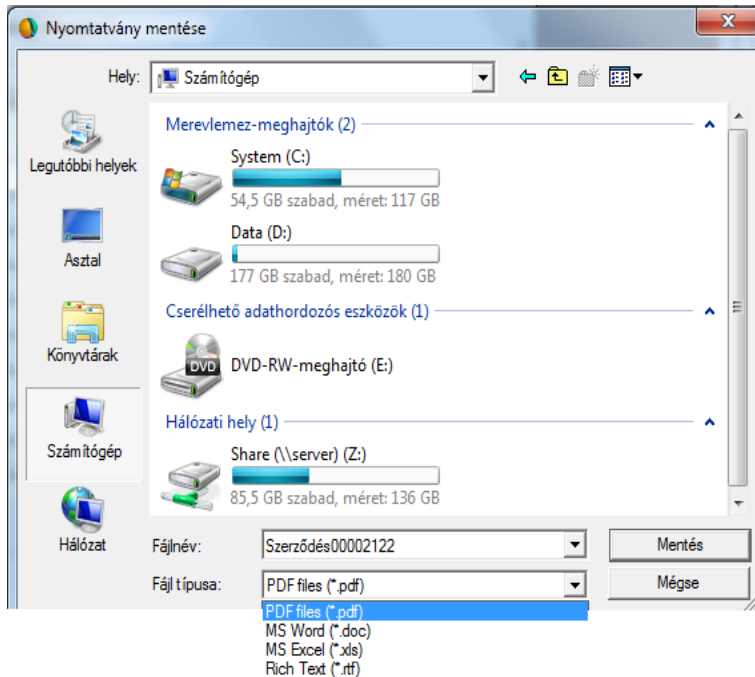 Nyomtatvány mentése
Hely:
Számítógép
Legutóbbi helyek
Asztal
Könyvtárak
Számítógép
Hálózat
Merevlemez-meghajtók (2)
System (C:)
54,5 GB szabad, méret: 117 GB
Data (D:)
177 GB szabad, méret: 180 GB
Cserélhető adathordozós eszközök (1)
DVD
DVD-RW-meghajtó (E:)
Hálózati hely (1)
Share (\\server) (Z:)
85,5 GB szabad, méret: 136 GB
Fájlnév:
Szerződés00002122
Mentés
Fájl típusa:
PDF files (*.pdf)
Mégse
PDF files (*.pdf)
MS Word (*.doc)
MS Excel (*.xls)
Rich Text (*.rtf)